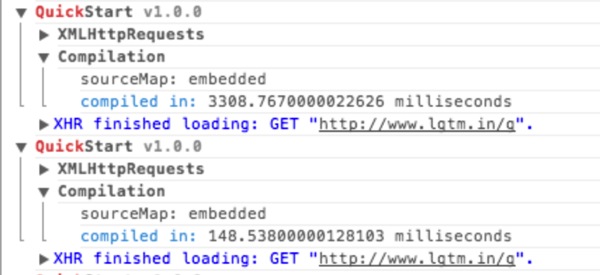 ▼ QuickStart v1.0.0
▶ XMLHttpRequests
▼ Compilation
sourceMap: embedded
compiled in: 3308.7670000022626 milliseconds
▶XHR finished loading: GET "http://www.lgtm.in/g".
▼ QuickStart v1.0.0
▶ XMLHttpRequests
▼ Compilation
sourceMap: embedded
compiled in: 148.53800000128103 milliseconds
▶XHR finished loading: GET "http://www.lgtm.in/g".